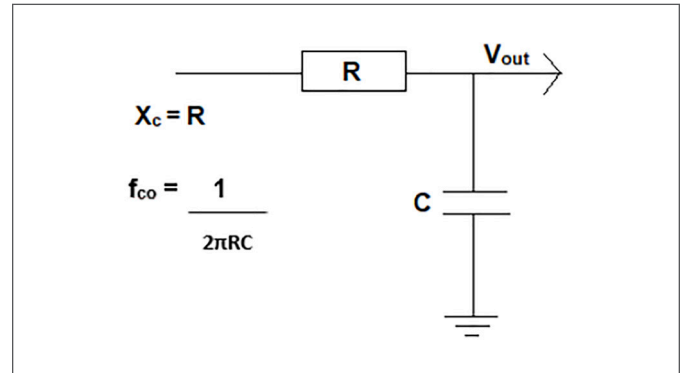 Vout
R
Xc = R
fco = 1
2πRC
C